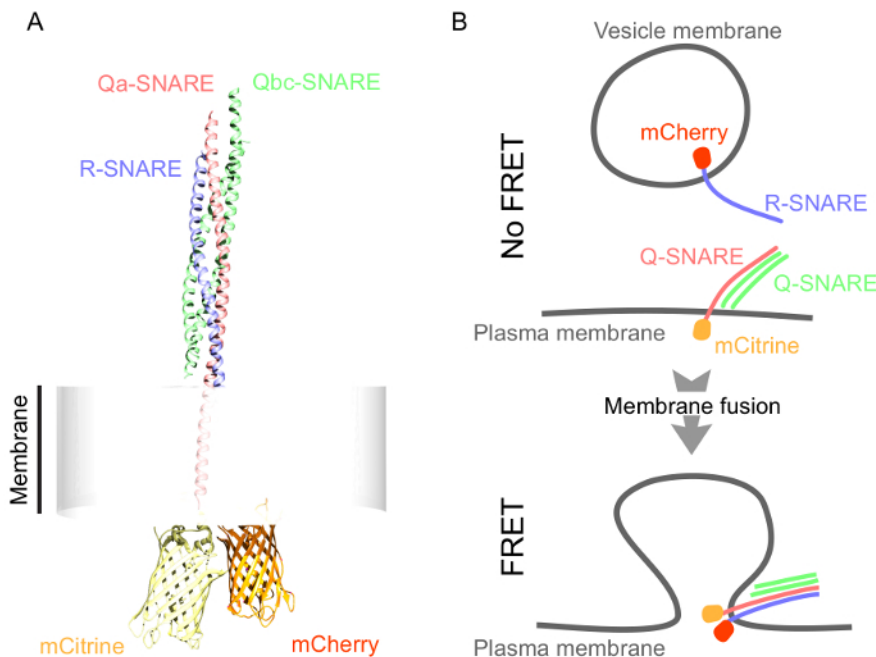 A
Qa-SNARE
Qbc-SNARE
R-SNARE
Membrane
mCitrine
mCherry
B
Vesicle membrane
mCherry
No FRET
R-SNARE
Q-SNARE
Q-SNARE
Plasma membrane
mCitrine
Membrane fusion
FRET
Plasma membrane